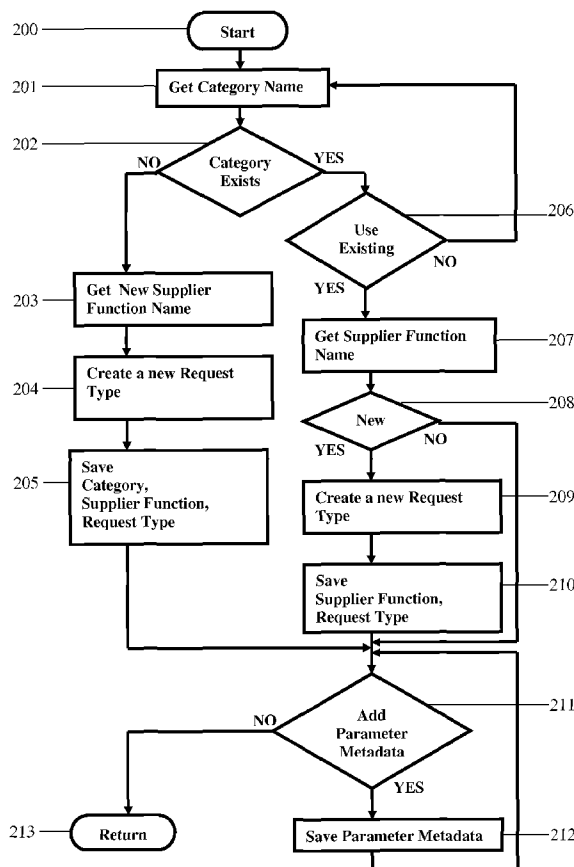 200
Start
201
Get Category Name
202
NO
YES
Category
Exists
206
Use
Existing
NO
YES
203
Get New Supplier
Function Name
Get Supplier Function
Name
207
204
Create a new Request
Type
208
New
YES
NO
205
Save
Category,
Supplier Function,
Request Type
Create a new Request
Type
209
Save
Supplier Function,
Request Type
210
211
NO
Add
Parameter
Metadata
YES
213
Return
Save Parameter Metadata
212